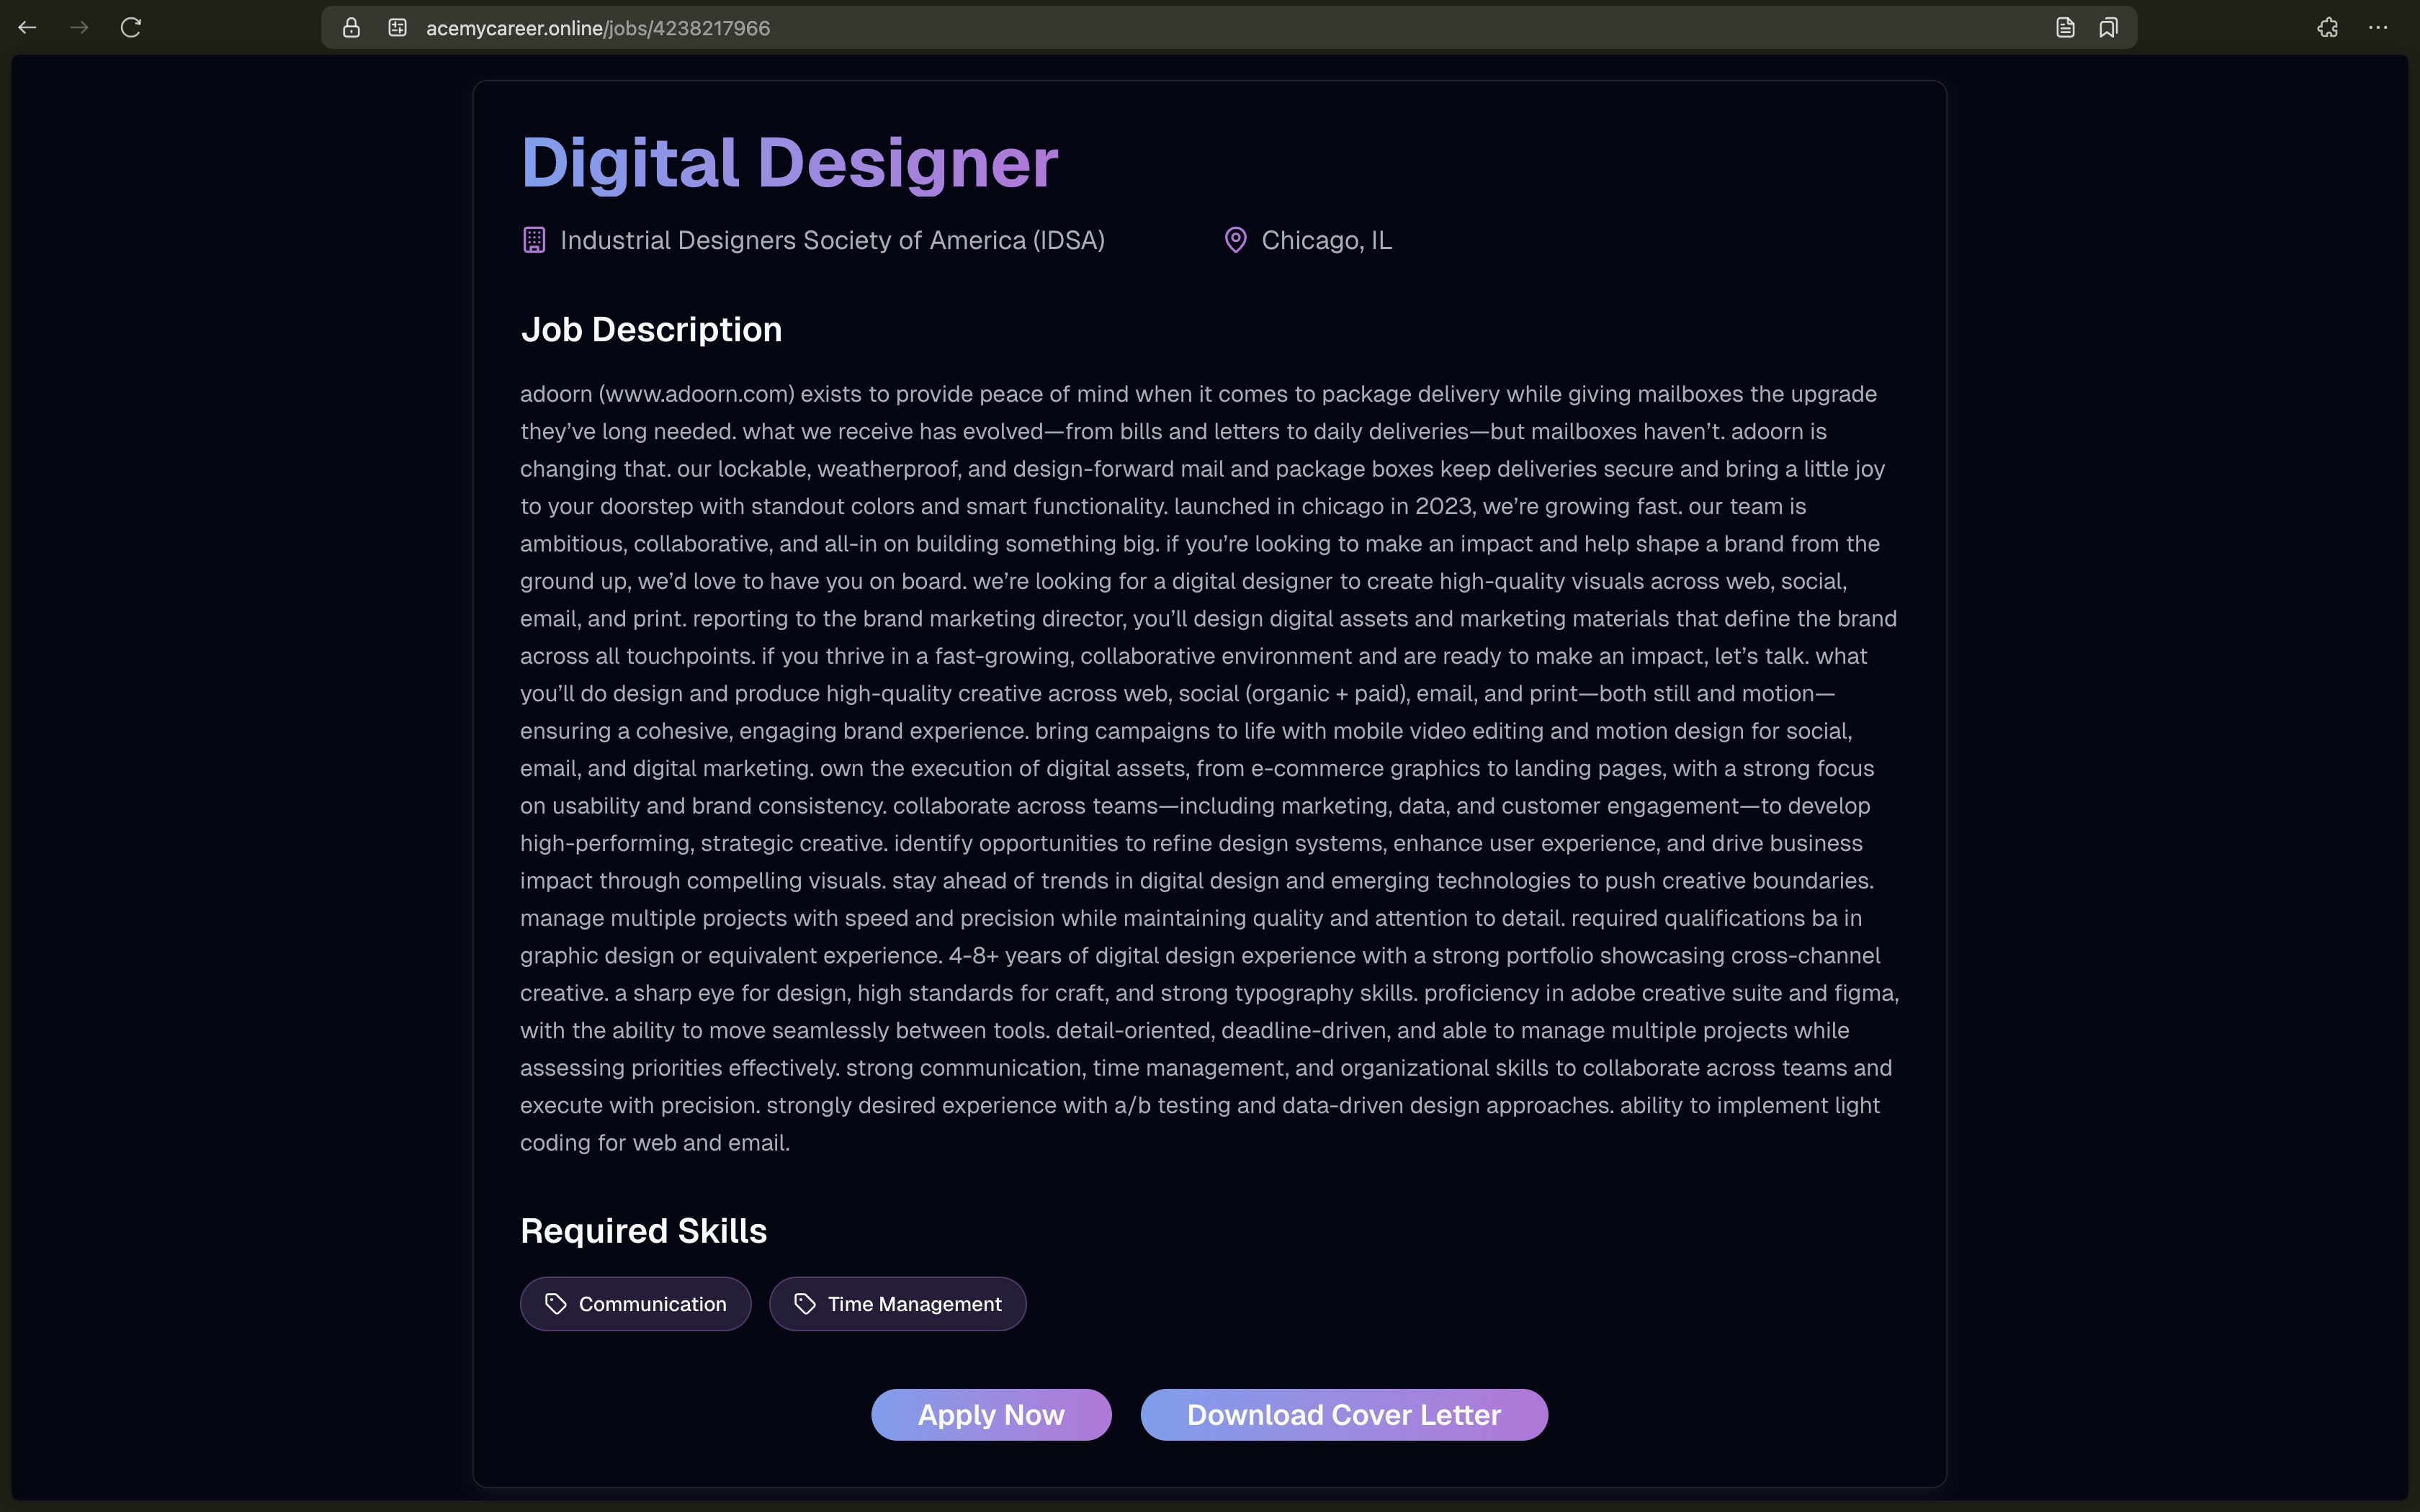 acemycareer.online/jobs/4238217966
Digital Designer
Industrial Designers Society of America (IDSA)
Chicago, IL
Job Description
adoorn (www.adoorn.com) exists to provide peace of mind when it comes to package delivery while giving mailboxes the upgrade
they’ve long needed. what we receive has evolved—from bills and letters to daily deliveries—but mailboxes haven’t. adoorn is
changing that. our lockable, weatherproof, and design-forward mail and package boxes keep deliveries secure and bring a little joy
to your doorstep with standout colors and smart functionality. launched in chicago in 2023, we’re growing fast. our team is
ambitious, collaborative, and all-in on building something big. if you’re looking to make an impact and help shape a brand from the
ground up, we’d love to have you on board. we’re looking for a digital designer to create high-quality visuals across web, social,
email, and print. reporting to the brand marketing director, you’ll design digital assets and marketing materials that define the brand
across all touchpoints. if you thrive in a fast-growing, collaborative environment and are ready to make an impact, let’s talk. what
you’ll do design and produce high-quality creative across web, social (organic + paid), email, and print—both still and motion—
ensuring a cohesive, engaging brand experience. bring campaigns to life with mobile video editing and motion design for social,
email, and digital marketing. own the execution of digital assets, from e-commerce graphics to landing pages, with a strong focus
on usability and brand consistency. collaborate across teams—including marketing, data, and customer engagement—to develop
high-performing, strategic creative. identify opportunities to refine design systems, enhance user experience, and drive business
impact through compelling visuals. stay ahead of trends in digital design and emerging technologies to push creative boundaries.
manage multiple projects with speed and precision while maintaining quality and attention to detail. required qualifications ba in
graphic design or equivalent experience. 4-8+ years of digital design experience with a strong portfolio showcasing cross-channel
creative. a sharp eye for design, high standards for craft, and strong typography skills. proficiency in adobe creative suite and figma,
with the ability to move seamlessly between tools. detail-oriented, deadline-driven, and able to manage multiple projects while
assessing priorities effectively. strong communication, time management, and organizational skills to collaborate across teams and
execute with precision. strongly desired experience with a/b testing and data-driven design approaches. ability to implement light
coding for web and email.
Required Skills
Communication
Time Management
Apply Now
Download Cover Letter